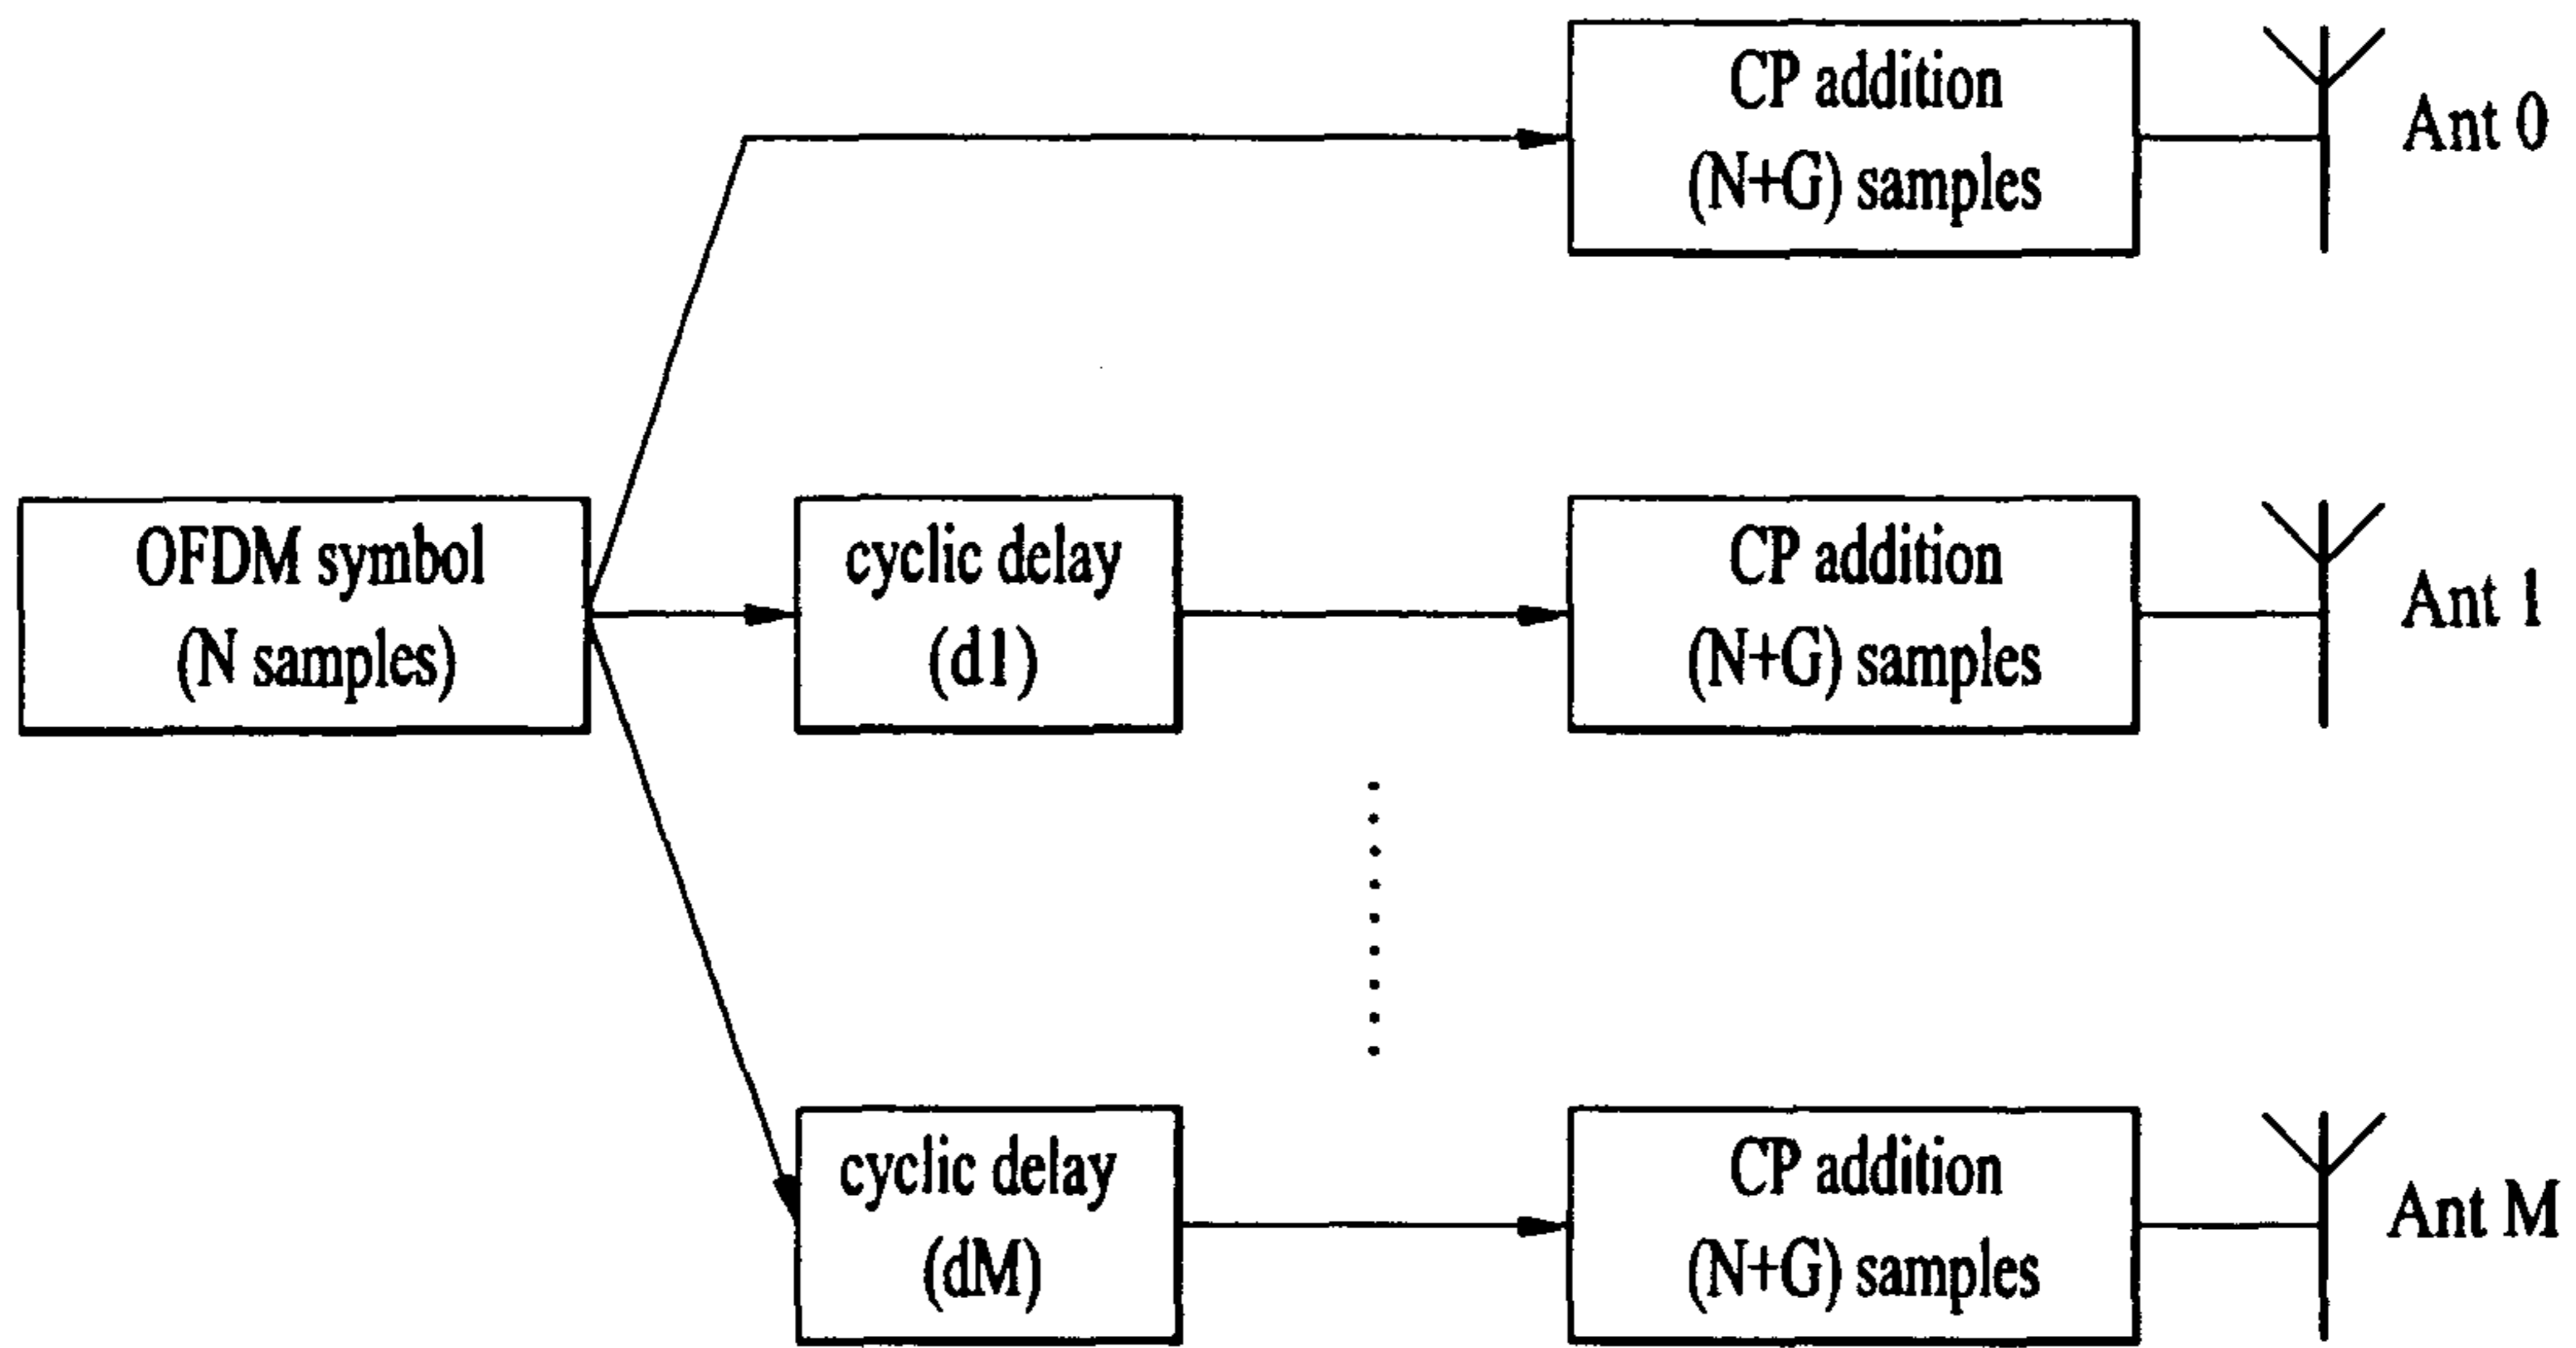 CP addition
(N+G) samples
Ant 0
OFDM symbol
(N samples)
cyclic delay
(d1)
CP addition
(N+G) samples
Ant 1
cyclic delay
(dM)
CP addition
(N+G) samples
Ant M